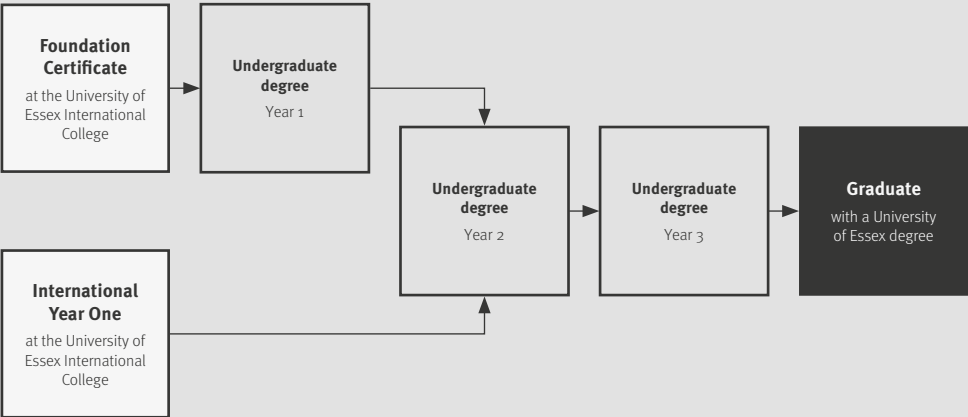 Foundation
Certificate
at the University of
Essex International
College
Undergraduate
degree
Year 1
Undergraduate
degree
Year 2
Undergraduate
degree
Year 3
Graduate
with a University
of Essex degree
International
Year One
at the University of
Essex International
College